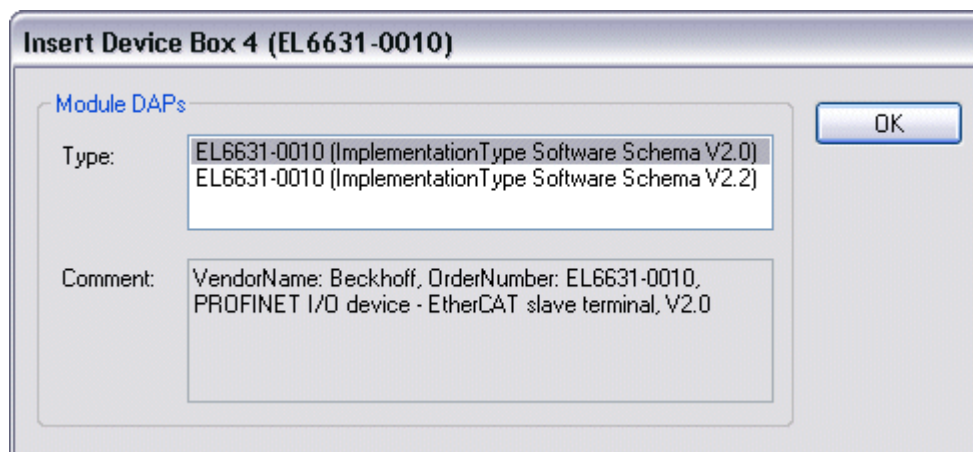 Insert Device Box 4 (EL6631-0010)
Module DAPs
OK
Type:
EL6631-0010 (ImplementationType Software Schema V2.0)
EL6631-0010 (ImplementationType Software Schema V2.2)
Comment:
VendorName: Beckhoff, OrderNumber: EL6631-0010,
PROFINET I/O device - EtherCAT slave terminal, V2.0